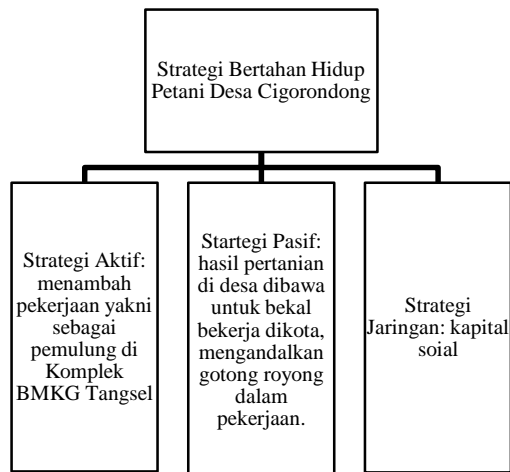 Strategi Bertahan Hidup
Petani Desa Cigorondong
Strategi Aktif:
menambah
pekerjaan yakni
sebagai
pemulung di
Komplek
BMKG Tangsel
Startegi Pasif:
hasil pertanian
di desa dibawa
untuk bekal
bekerja dikota,
mengandalkan
gotong royong
dalam
pekerjaan.
Strategi
Jaringan: kapital
soial